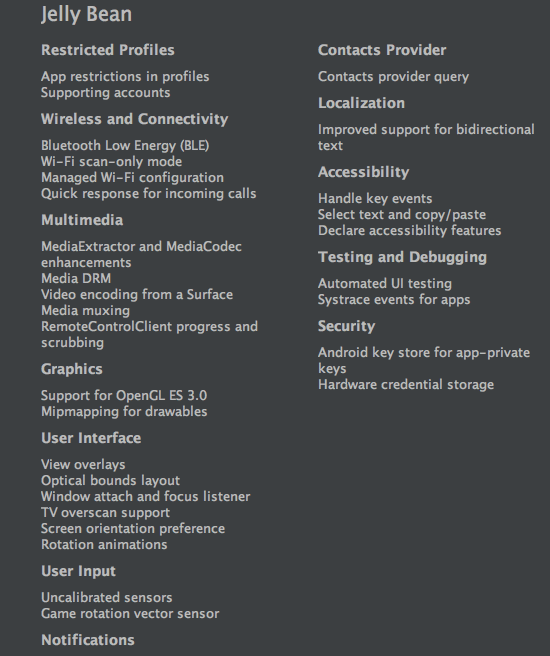 Jelly Bean
Restricted Profiles
App restrictions in profiles
Supporting accounts
Wireless and Connectivity
Bluetooth Low Energy (BLE)
Wi-Fi scan-only mode
Managed Wi-Fi configuration
Quick response for incoming calls
Multimedia
MediaExtractor and MediaCodec
enhancements
Media DRM
Video encoding from a Surface
Media muxing
RemoteControlClient progress and
scrubbing
Graphics
Support for OpenGL ES 3.0
Mipmapping for drawables
User Interface
View overlays
Optical bounds layout
Window attach and focus listener
TV overscan support
Screen orientation preference
Rotation animations
User Input
Uncalibrated sensors
Game rotation vector sensor
Notifications
Contacts Provider
Contacts provider query
Localization
Improved support for bidirectional
text
Accessibility
Handle key events
Select text and copy/paste
Declare accessibility features
Testing and Debugging
Automated UI testing
Systrace events for apps
Security
Android key store for app-private
keys
Hardware credential storage